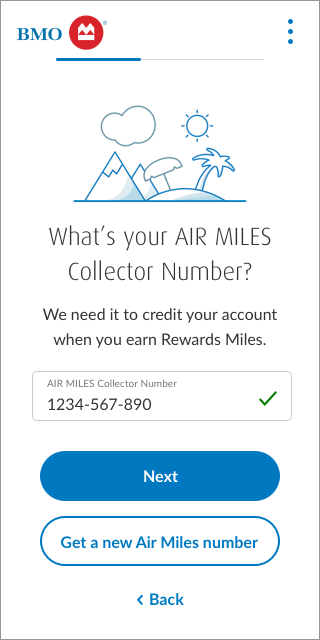 BMO
What's your AIR MILES
Collector Number?
We need it to credit your account
when you earn Rewards Miles.
AIR MILES Collector Number
1234-567-890
Next
Get a new Air Miles number
Back